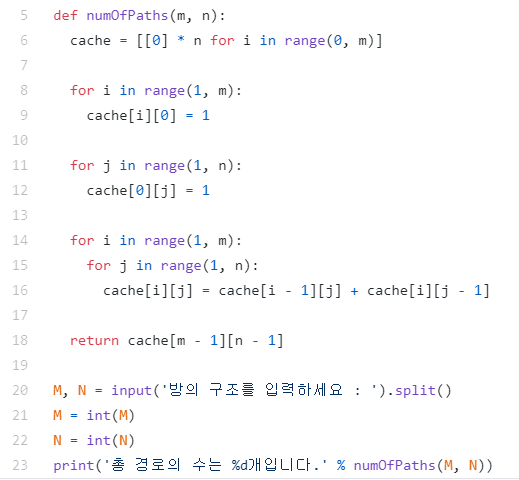 5 def numOfPaths(m, n):
6   cache = [[0] * n for i in range(0, m)]
7
8   for i in range(1, m):
9     cache[i][0] = 1
10
11   for j in range(1, n):
12     cache[0][j] = 1
13
14   for i in range(1, m):
15     for j in range(1, n):
16       cache[i][j] = cache[i - 1][j] + cache[i][j - 1]
17
18   return cache[m - 1][n - 1]
19
20 M, N = input('방의 구조를 입력하세요 : ').split()
21 M = int(M)
22 N = int(N)
23 print('총 경로의 수는 %d개입니다.' % numOfPaths(M, N))